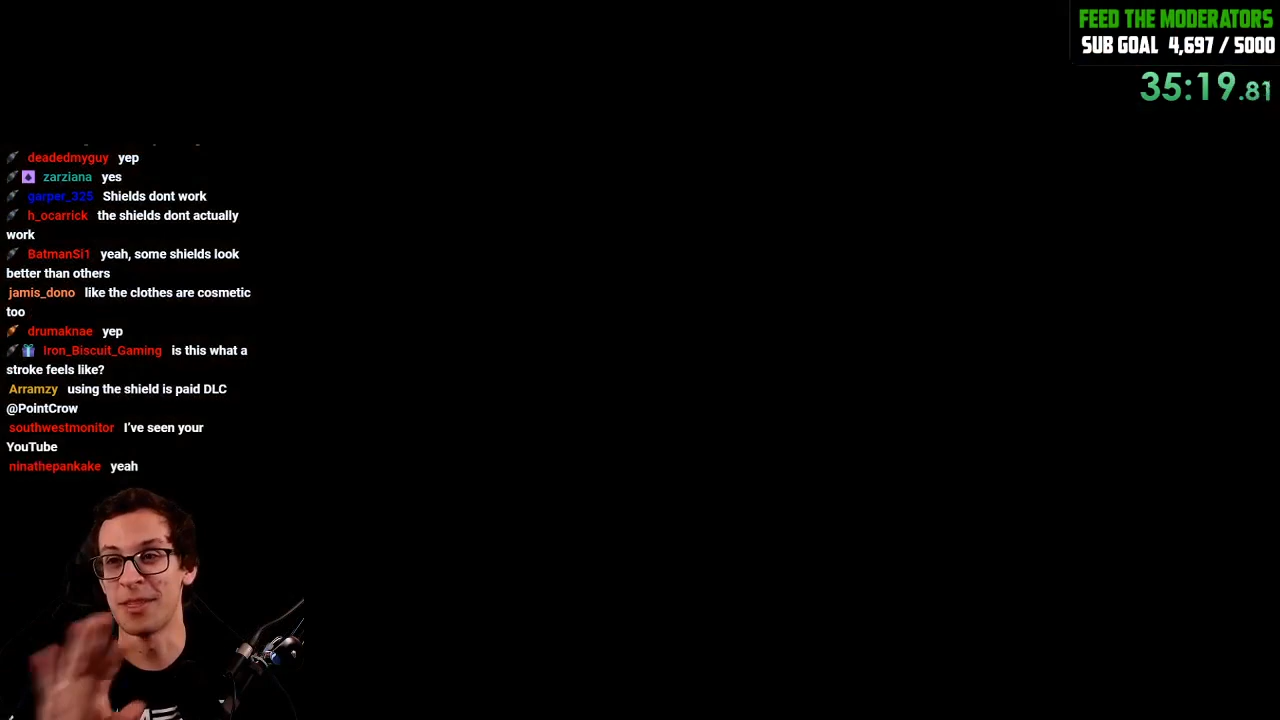 FEED THE MODERATORS
SUB GOAL 4,697 / 5000
35:19.81
deadedmyguy yep
zarziana yes
garper_325 Shields dont work
h_ocarrick the shields dont actually
work
BatmanSi1 yeah, some shields look
better than others
jamis_dono like the clothes are cosmetic
too
drumaknae yep
Iron_Biscuit_Gaming is this what a
stroke feels like?
Arramzy using the shield is paid DLC
@PointCrow
southwestmonitor I’ve seen your
YouTube
ninathepankake yeah